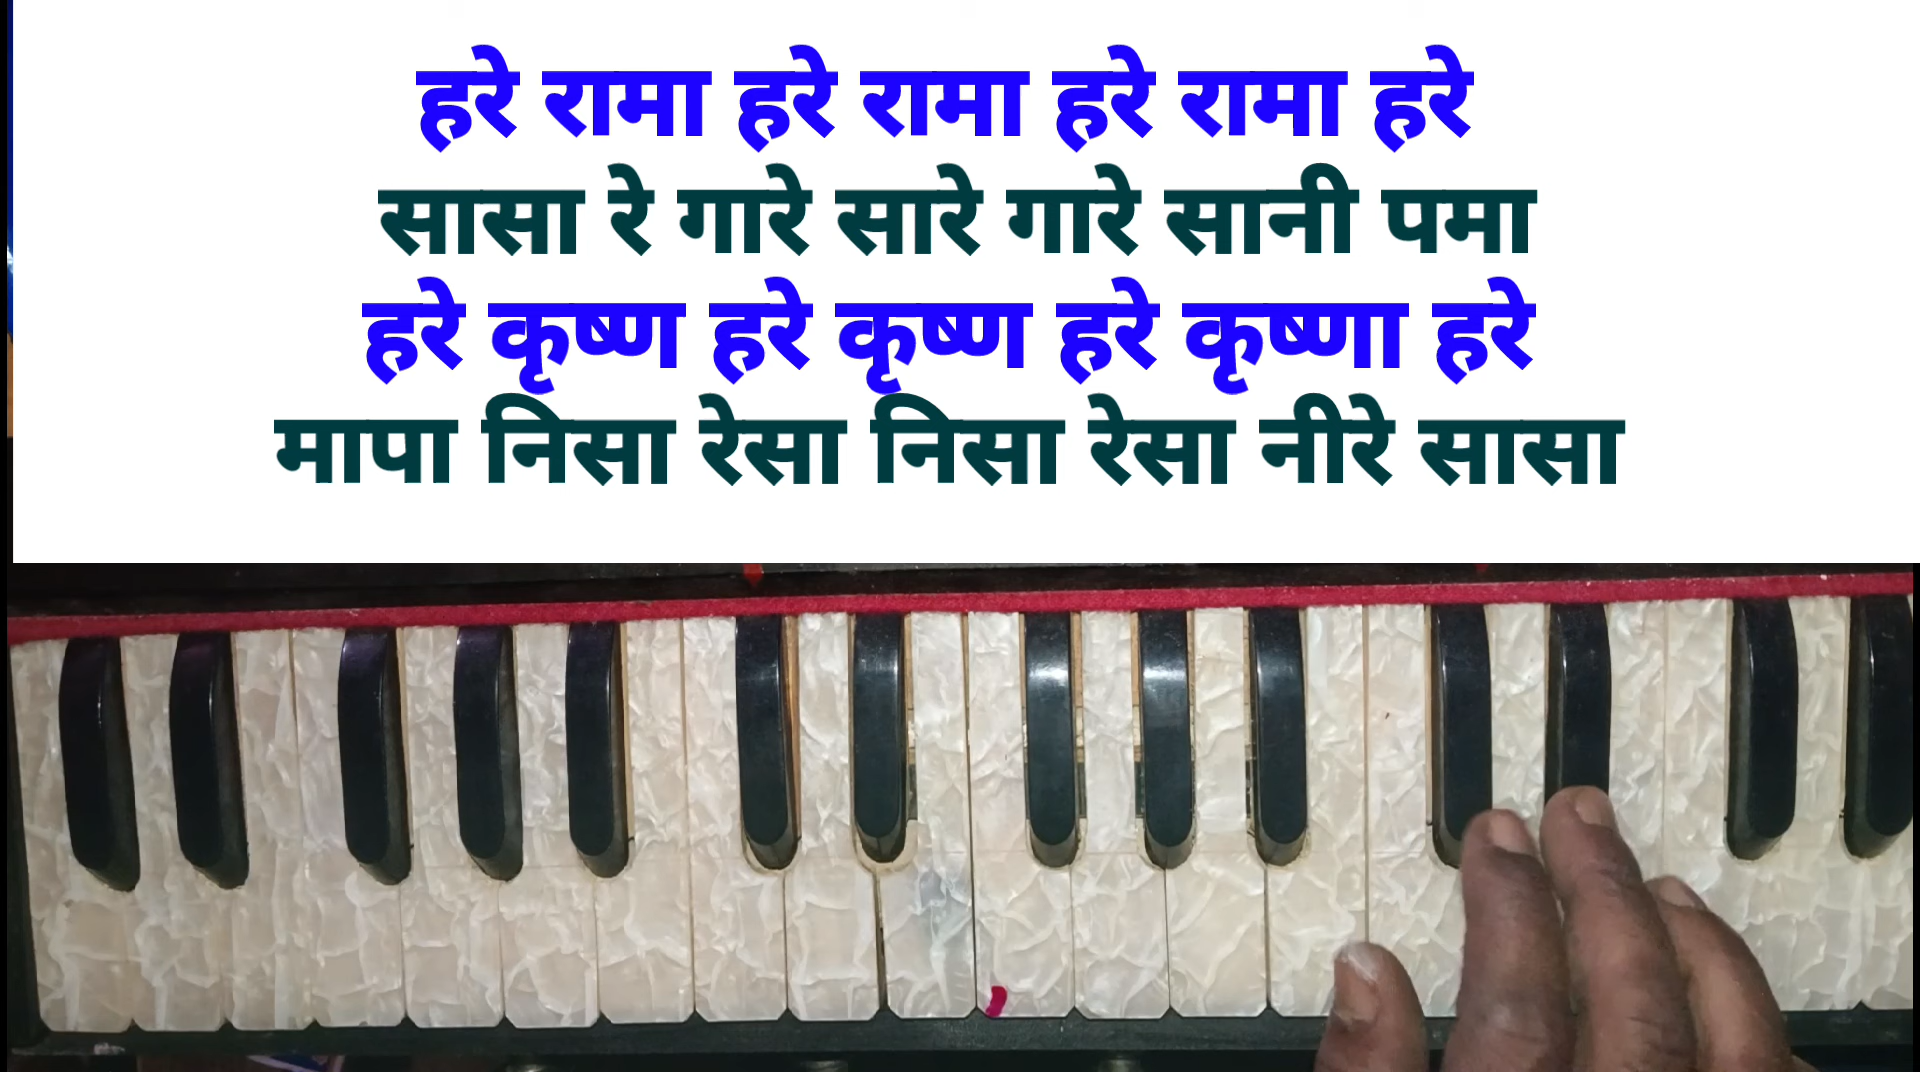 हरे रामा हरे रामा हरे रामा हरे
सासा रे गारे सारे गारे सानी पमा
हरे कृष्ण हरे कृष्ण हरे कृष्णा हरे
मापा निसा रेसा निसा रेसा नीरे सासा